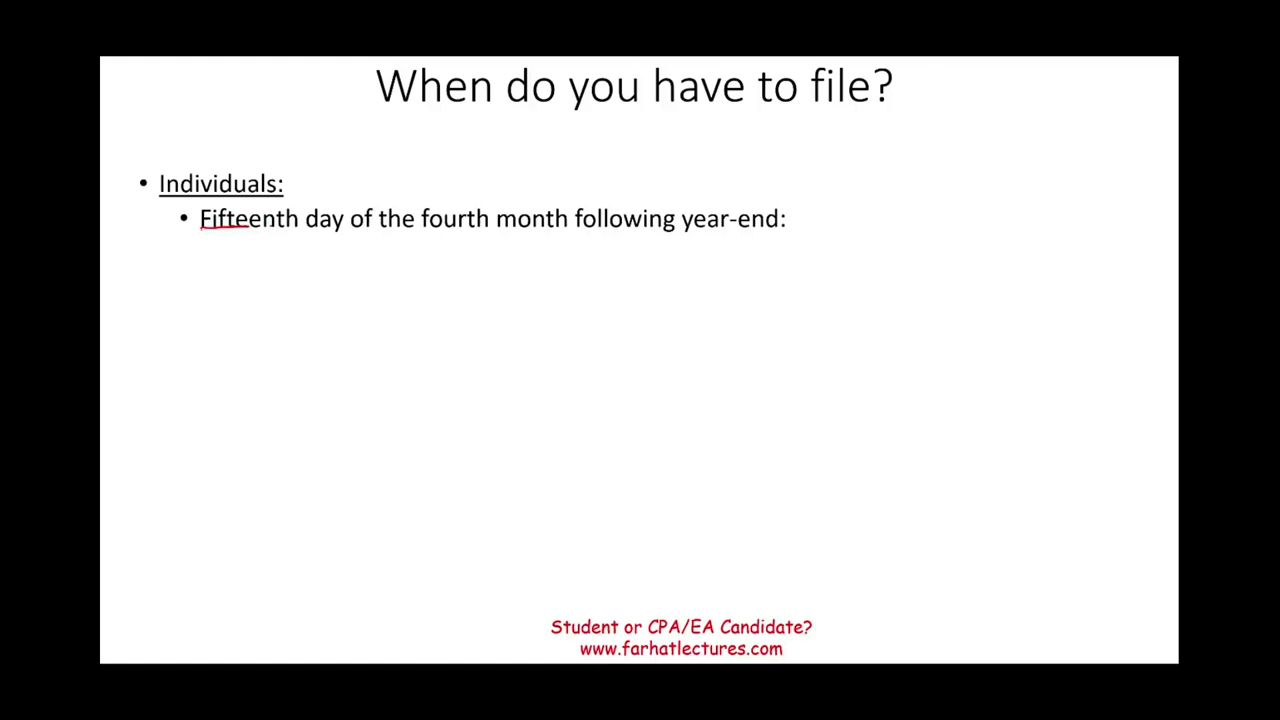 When do you have to file?
• Individuals:
• Fifteenth day of the fourth month following year-end:
Student or CPA/EA Candidate?
www.farhatlectures.com